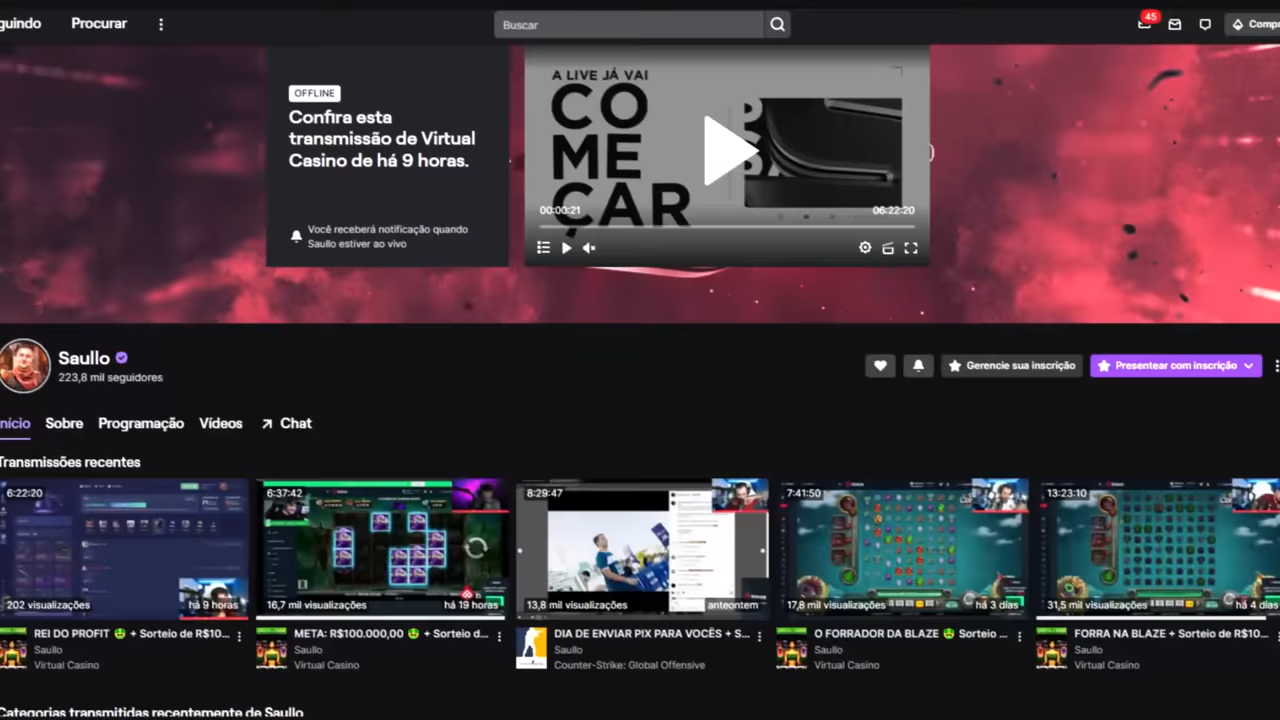 guindo
Procurar
Buscar
45
Compr
OFFLINE
Confira esta
transmissão de Virtual
Casino de há 9 horas.
Você receberá notificação quando
Saullo estiver ao vivo
A LIVE JÁ VAI
CO
ME
ÇAR
00:00:21
06:22:20
Saullo
223,8 mil seguidores
Gerencie sua inscrição
Presentear com inscrição
nício
Sobre
Programação
Vídeos
Chat
Transmissões recentes
6:22:20
202 visualizações
há 9 horas
REI DO PROFIT 🤑 + Sorteio de R$10...
Saullo
Virtual Casino
6:37:42
16,7 mil visualizações
há 19 horas
META: R$100.000,00 🤑 + Sorteio d...
Saullo
Virtual Casino
8:29:47
13,8 mil visualizações
anteontem
DIA DE ENVIAR PIX PARA VOCÊS + S...
Saullo
Counter-Strike: Global Offensive
7:41:50
17,8 mil visualizações
há 3 dias
O FORRADOR DA BLAZE 🤑 Sorteio ...
Saullo
Virtual Casino
13:23:10
31,5 mil visualizações
há 4 dias
FORRA NA BLAZE + Sorteio de R$10...
Saullo
Virtual Casino
Categorias transmitidas recentemente de Saullo